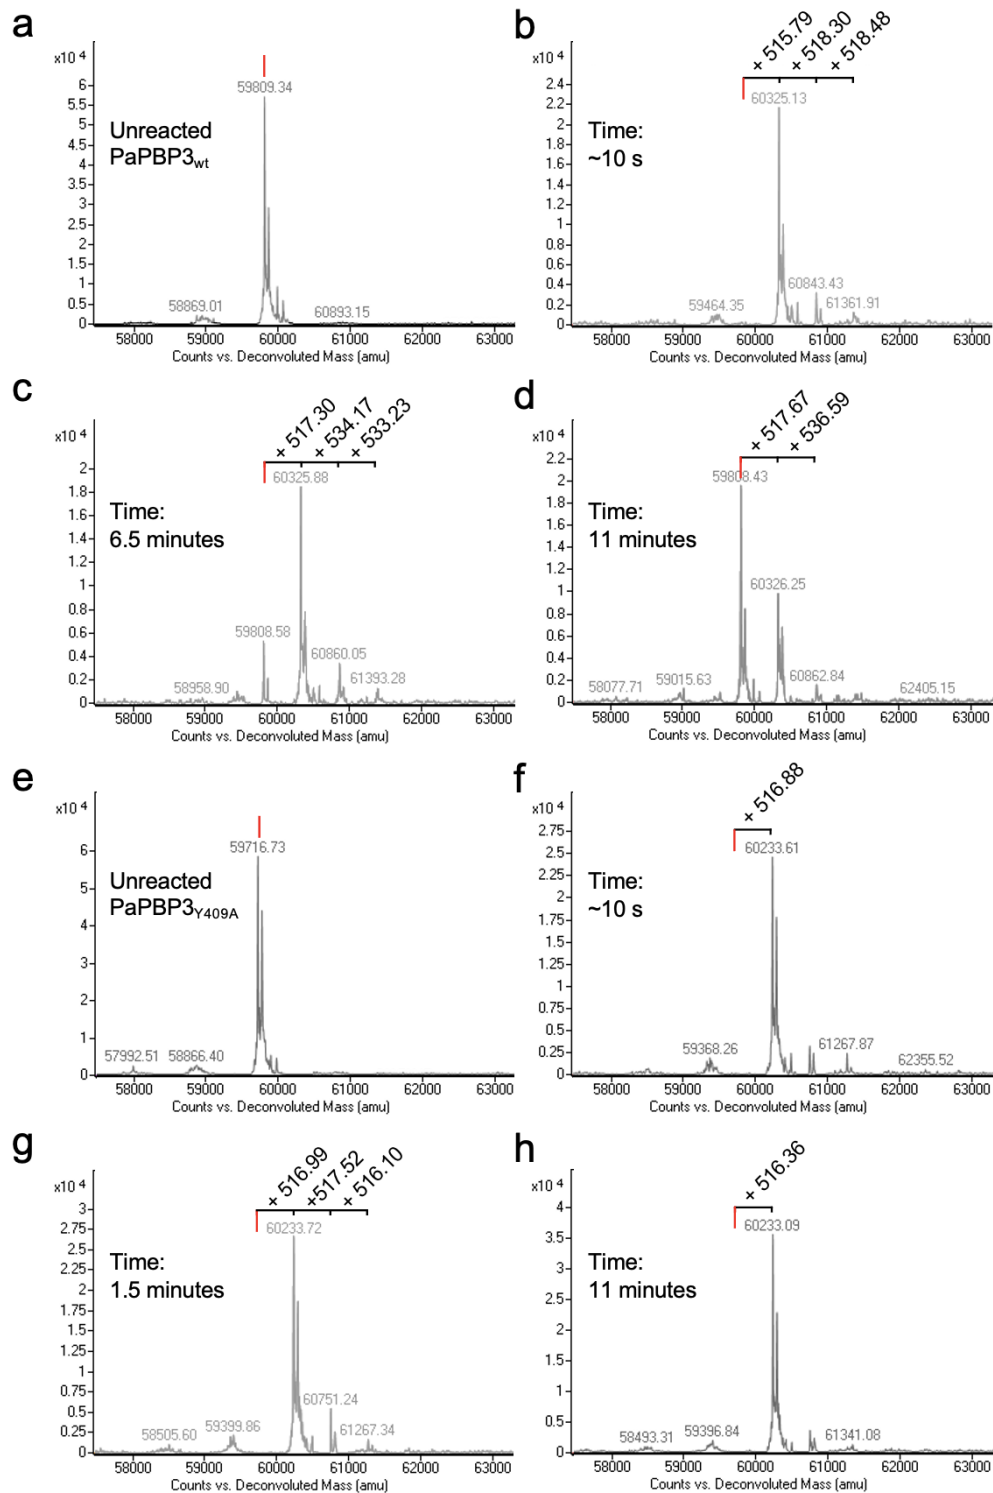 a
x10 4
6
5.5
5
4.5
4
3.5
3
2.5
2
1.5
1
0.5
0
59809.34
Unreacted
PaPBP3wt
58869.01
60893.15
58000 59000 60000 61000 62000 63000
Counts vs. Deconvoluted Mass (amu)
b
+ 515.79
+ 518.30
+ 518.48
x10 4
2.4
2.2
2
1.8
1.6
1.4
1.2
1
0.8
0.6
0.4
0.2
0
60325.13
Time:
~10 s
59464.35
60843.43
61361.91
58000 59000 60000 61000 62000 63000
Counts vs. Deconvoluted Mass (amu)
c
+ 517.30
+ 534.17
+ 533.23
x10 4
2
1.8
1.6
1.4
1.2
1
0.8
0.6
0.4
0.2
0
60325.88
Time:
6.5 minutes
59808.58
60860.05
58958.90
61393.28
58000 59000 60000 61000 62000 63000
Counts vs. Deconvoluted Mass (amu)
d
+ 517.67
+ 536.59
x10 4
2.2
2
1.8
1.6
1.4
1.2
1
0.8
0.6
0.4
0.2
0
59808.43
Time:
11 minutes
60326.25
58077.71
59015.63
60862.84
62405.15
58000 59000 60000 61000 62000 63000
Counts vs. Deconvoluted Mass (amu)
e
x10 4
6
5
4
3
2
1
0
59716.73
Unreacted
PaPBP3Y409A
57992.51
58866.40
58000 59000 60000 61000 62000 63000
Counts vs. Deconvoluted Mass (amu)
f
+ 516.88
x10 4
2.75
2.5
2.25
2
1.75
1.5
1.25
1
0.75
0.5
0.25
0
60233.61
Time:
~10 s
59368.26
61267.87
62355.52
58000 59000 60000 61000 62000 63000
Counts vs. Deconvoluted Mass (amu)
g
+ 516.99
+517.52
+ 516.10
x10 4
3
2.75
2.5
2.25
2
1.75
1.5
1.25
1
0.75
0.5
0.25
0
60233.72
Time:
1.5 minutes
60751.24
58505.60
59399.86
61267.34
58000 59000 60000 61000 62000 63000
Counts vs. Deconvoluted Mass (amu)
h
+ 516.36
x10 4
4
3.5
3
2.5
2
1.5
1
0.5
0
60233.09
Time:
11 minutes
58493.31
59396.84
61341.08
58000 59000 60000 61000 62000 63000
Counts vs. Deconvoluted Mass (amu)